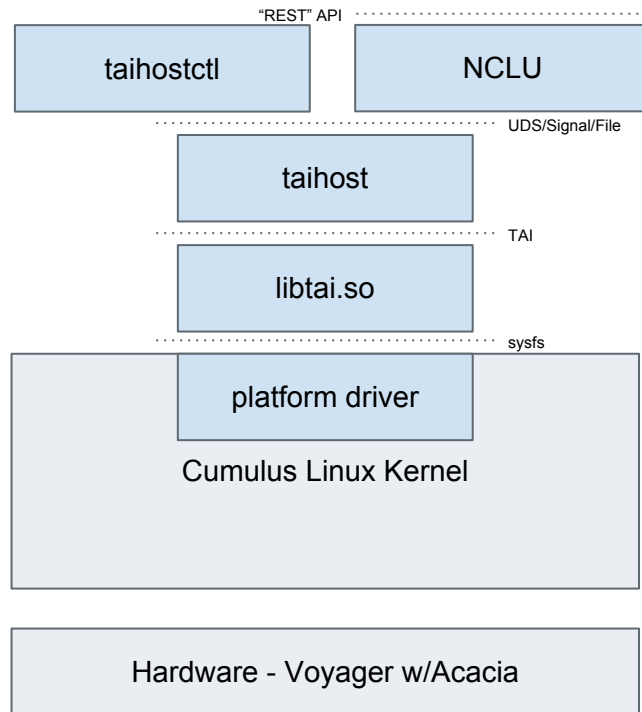 “REST” API
taihostctl
NCLU
UDS/Signal/File
taihost
TAI
libtai.so
sysfs
platform driver
Cumulus Linux Kernel
Hardware - Voyager w/Acacia